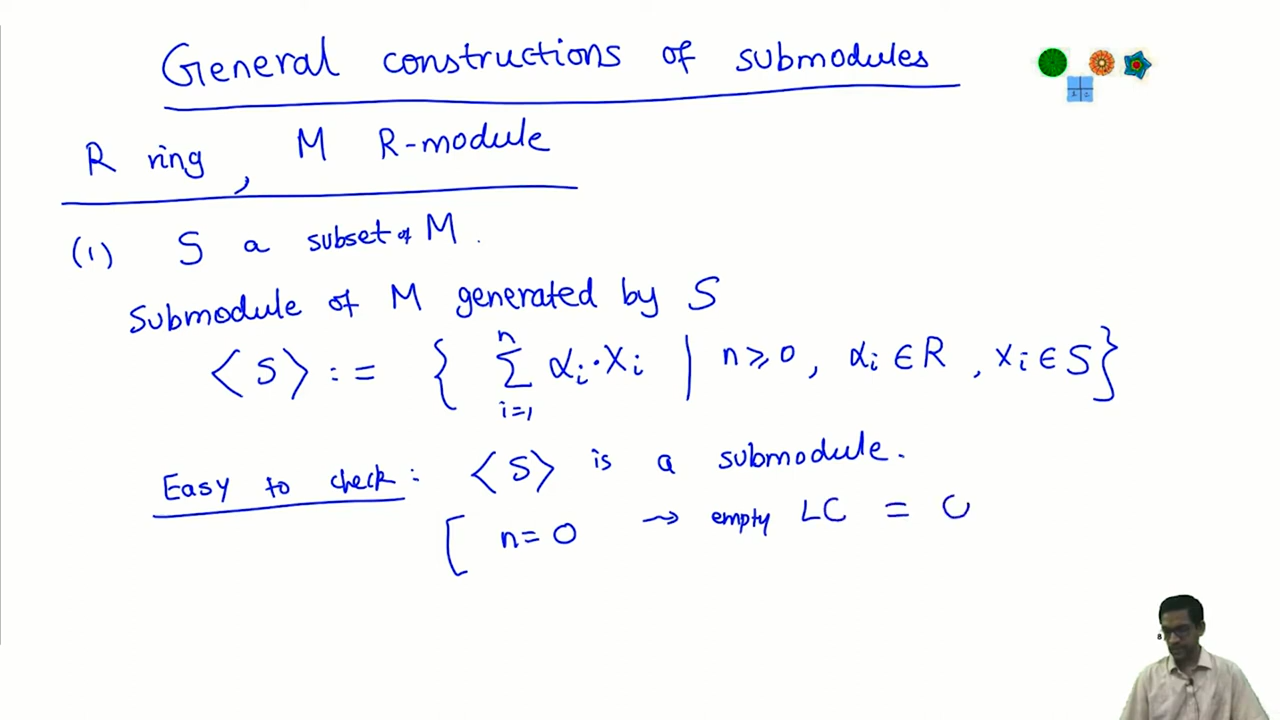 General constructions of submodules
R ring, M R-module
(1) S a subset of M.
Submodule of M generated by S
⟨S⟩ := { ∑_{i=1}^{n} αi·xi | n ≥ 0, αi ∈ R, xi ∈ S }
Easy to check: ⟨S⟩ is a submodule.
[ n = 0 ⇝ empty LC = 0
8